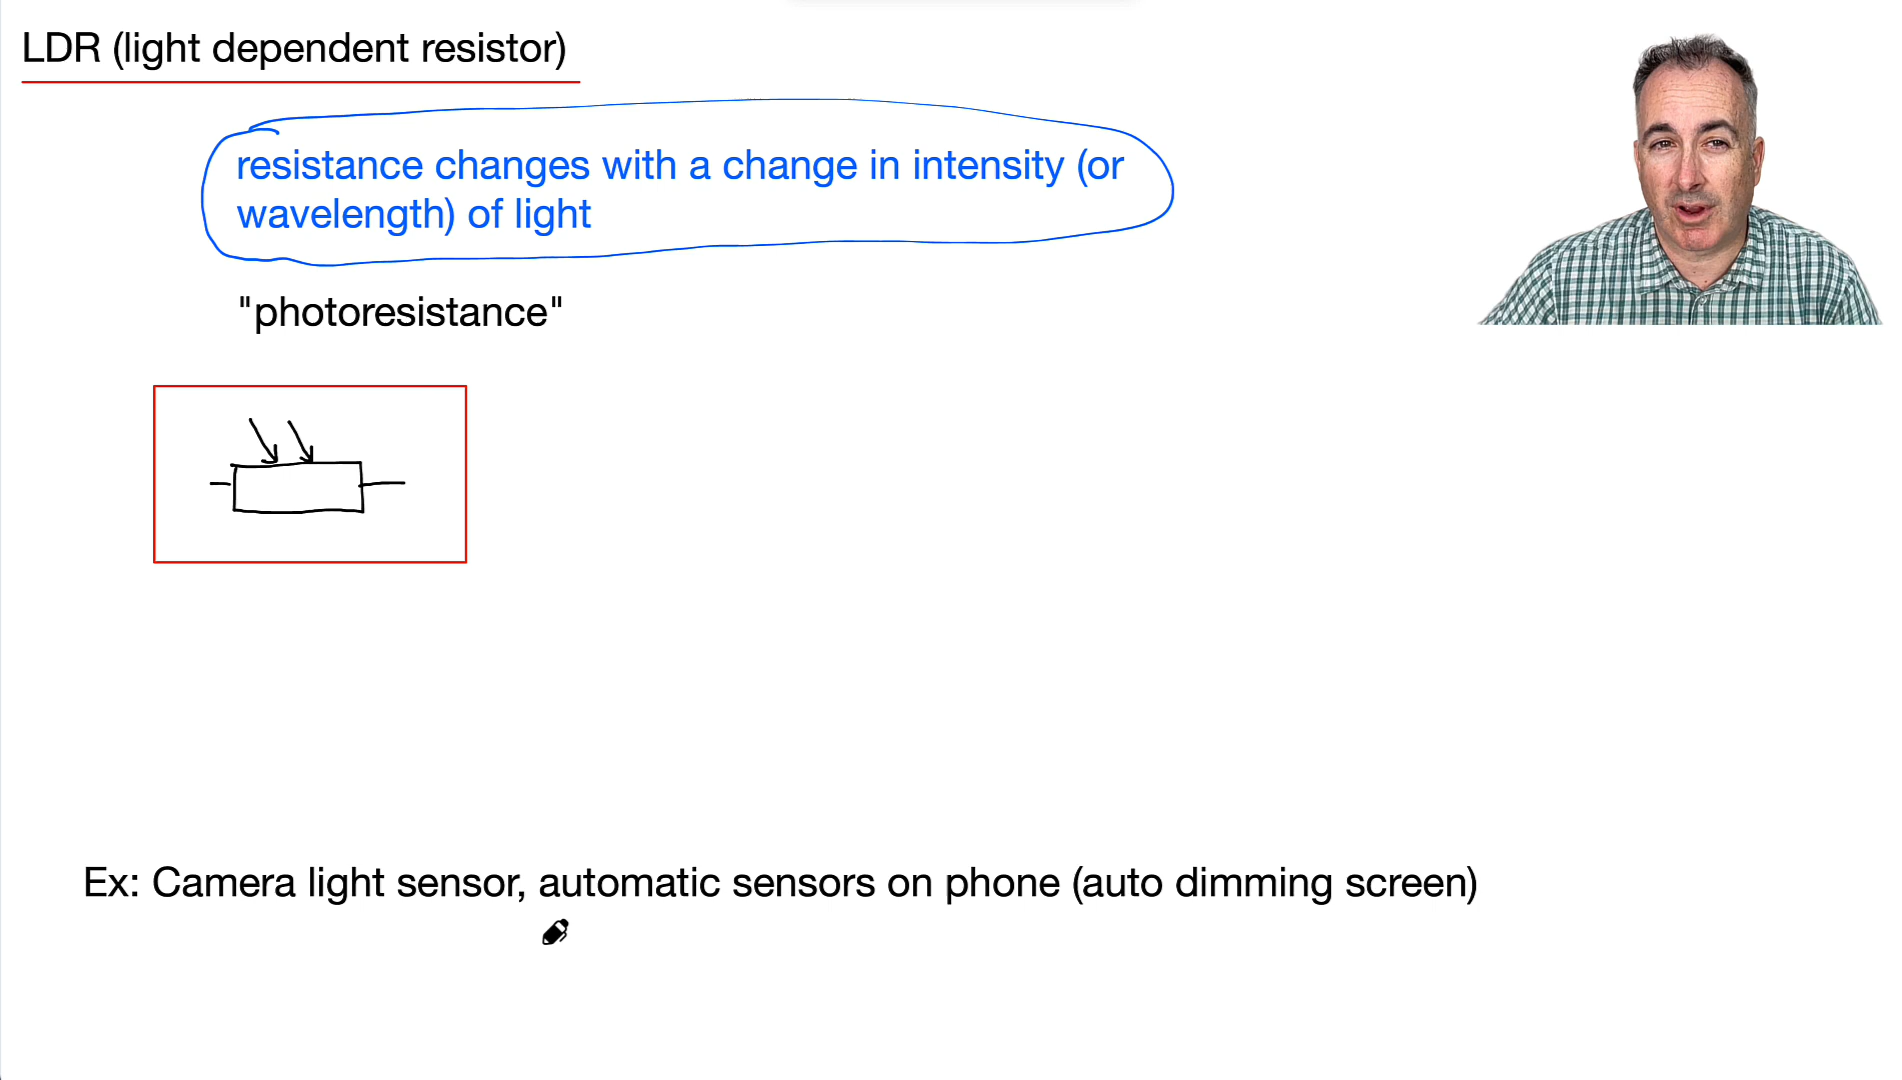 LDR (light dependent resistor)
resistance changes with a change in intensity (or
wavelength) of light
"photoresistance"
Ex: Camera light sensor, automatic sensors on phone (auto dimming screen)